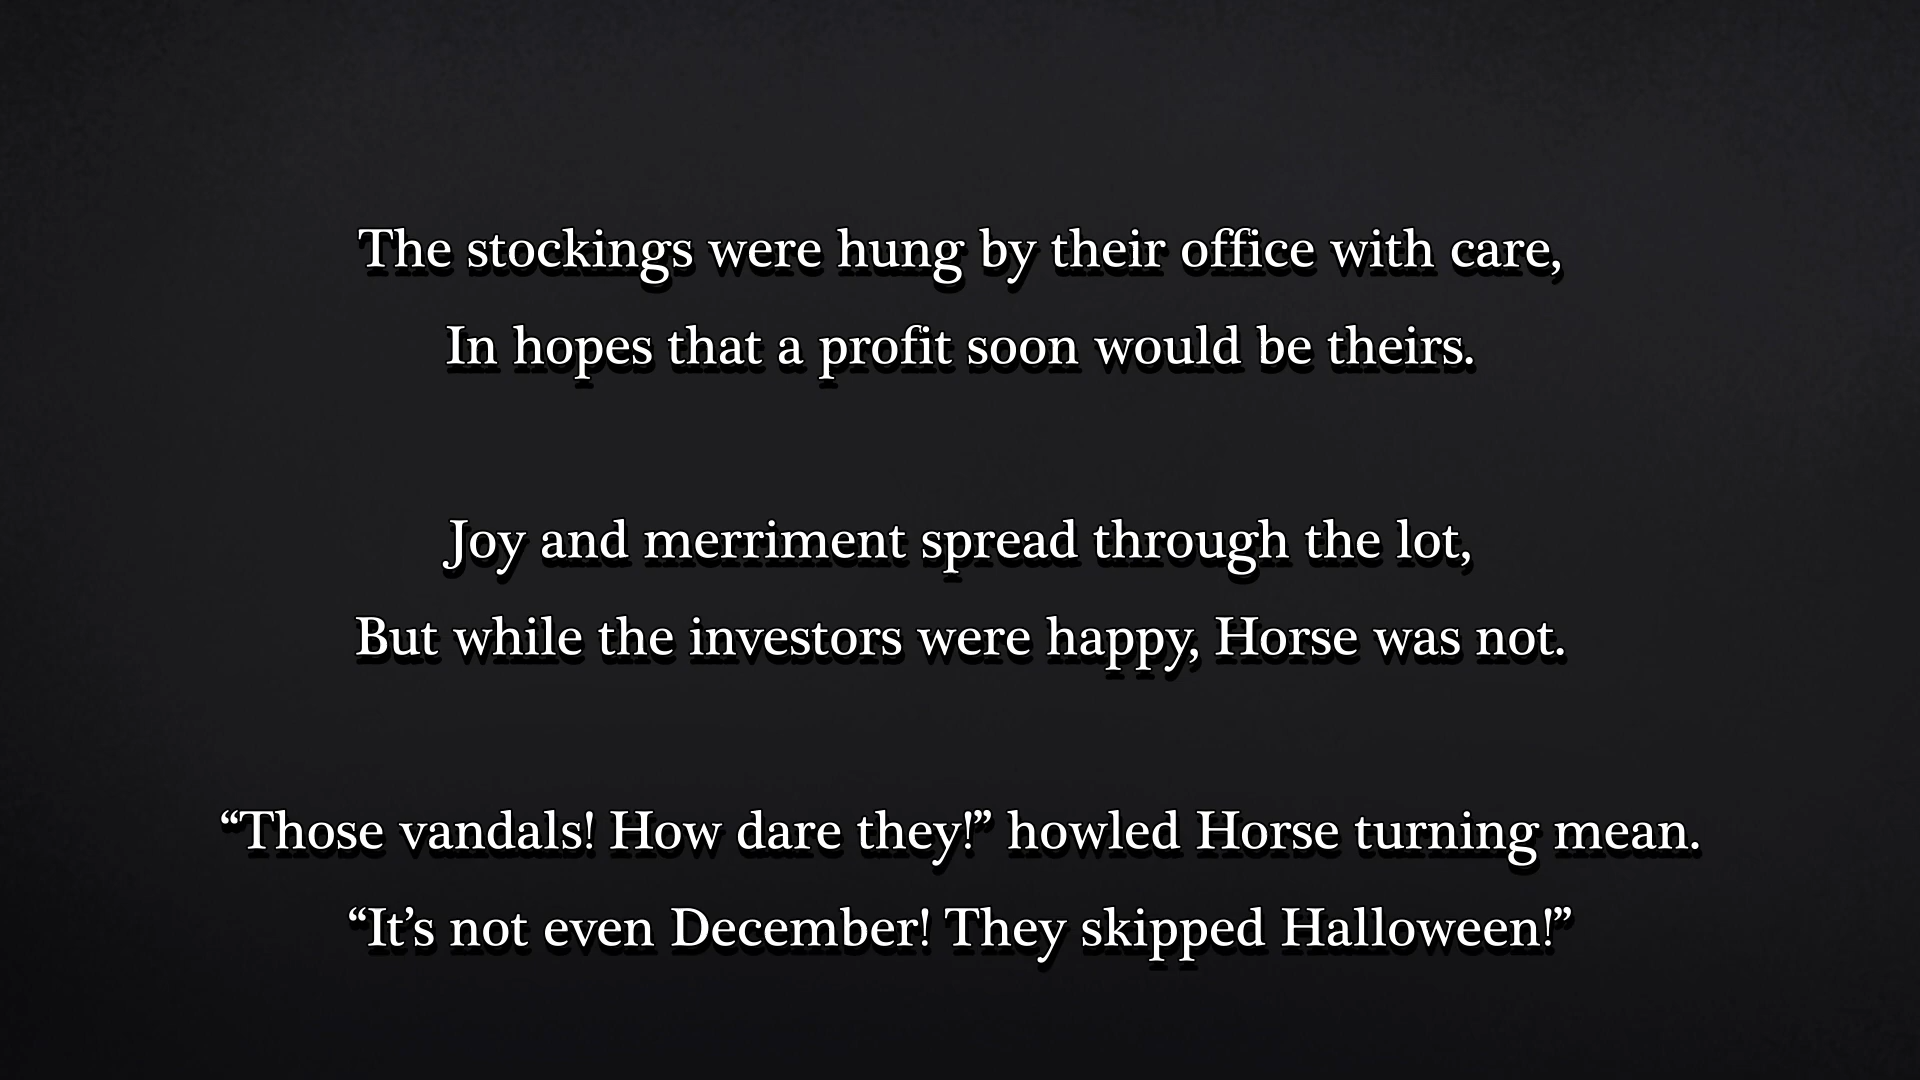 The stockings were hung by their office with care,
In hopes that a profit soon would be theirs.
Joy and merriment spread through the lot,
But while the investors were happy, Horse was not.
“Those vandals! How dare they!” howled Horse turning mean.
“It’s not even December! They skipped Halloween!”